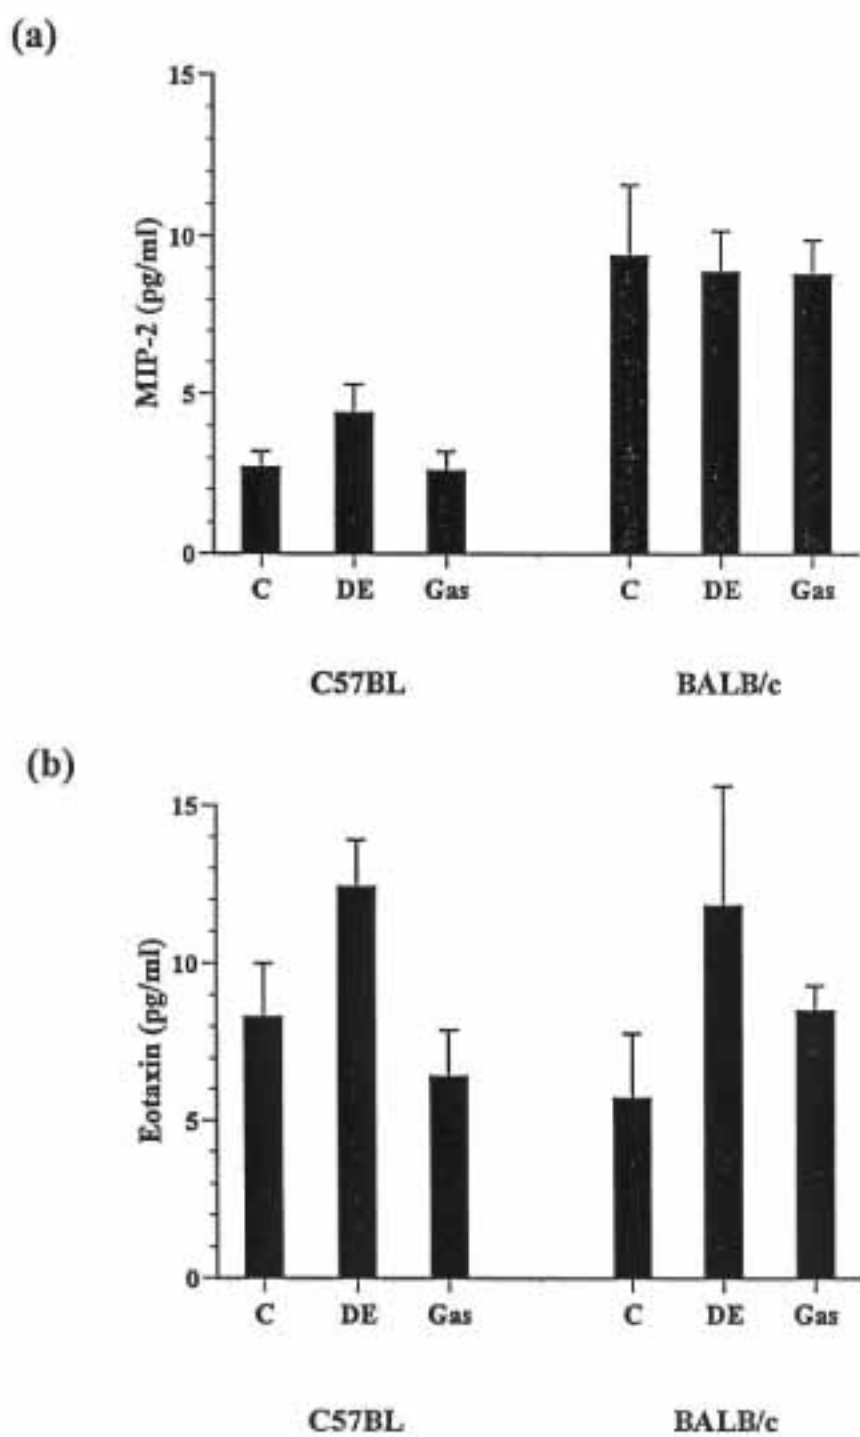 (a)
15
10
5
0
MIP-2 (pg/ml)
C DE Gas C DE Gas
C57BL BALB/c
(b)
15
10
5
0
Eotaxin (pg/ml)
C DE Gas C DE Gas
C57BL BALB/c